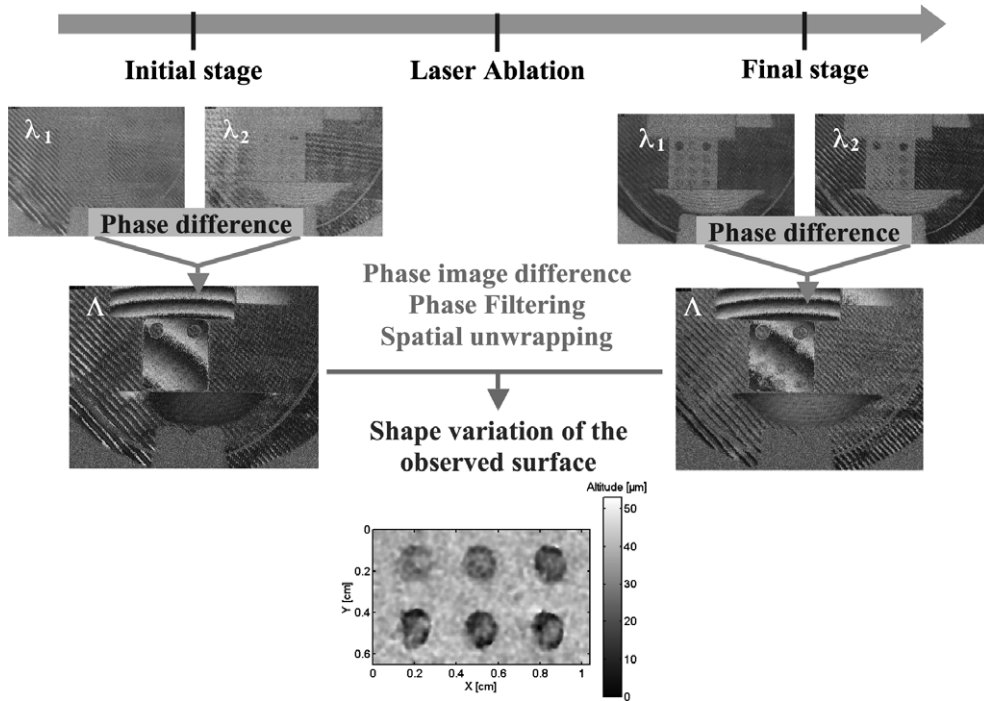 Initial stage
Laser Ablation
Final stage
λ1
λ2
λ1
λ2
Phase difference
Phase difference
Λ
Λ
Phase image difference
Phase Filtering
Spatial unwrapping
Shape variation of the
observed surface
Altitude [µm]
50
40
30
20
10
0
0
0.2
0.4
0.6
Y [cm]
0
0.2
0.4
0.6
0.8
1
X [cm]